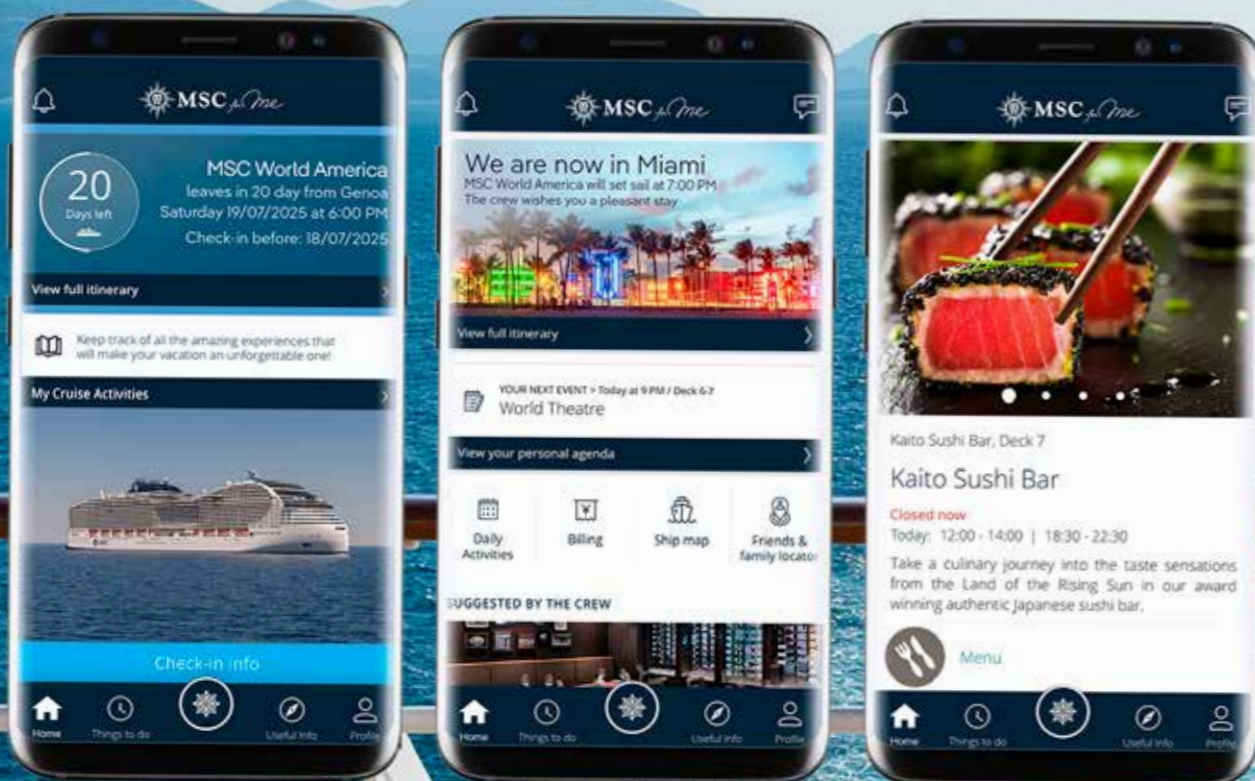 MSC for Me
20
Days left
MSC World America
leaves in 20 day from Genoa
Saturday 19/07/2025 at 6:00 PM
Check-in before: 18/07/2025
View full itinerary
Keep track of all the amazing experiences that
will make your vacation an unforgettable one!
My Cruise Activities
Check-in Info
Home
Things to do
Useful Info
Profile
MSC for Me
We are now in Miami
MSC World America will set sail at 7:00 PM
The crew wishes you a pleasant stay
View full itinerary
YOUR NEXT EVENT > Today at 9 PM / Deck 6-7
World Theatre
View your personal agenda
Daily
Activities
Billing
Ship map
Friends &
family locator
SUGGESTED BY THE CREW
Home
Things to do
Useful Info
Profile
MSC for Me
Kaito Sushi Bar, Deck 7
Kaito Sushi Bar
Closed now
Today: 12:00 - 14:00 | 18:30 - 22:30
Take a culinary journey into the taste sensations
from the Land of the Rising Sun in our award
winning authentic Japanese sushi bar.
Menu
Home
Things to do
Useful Info
Profile